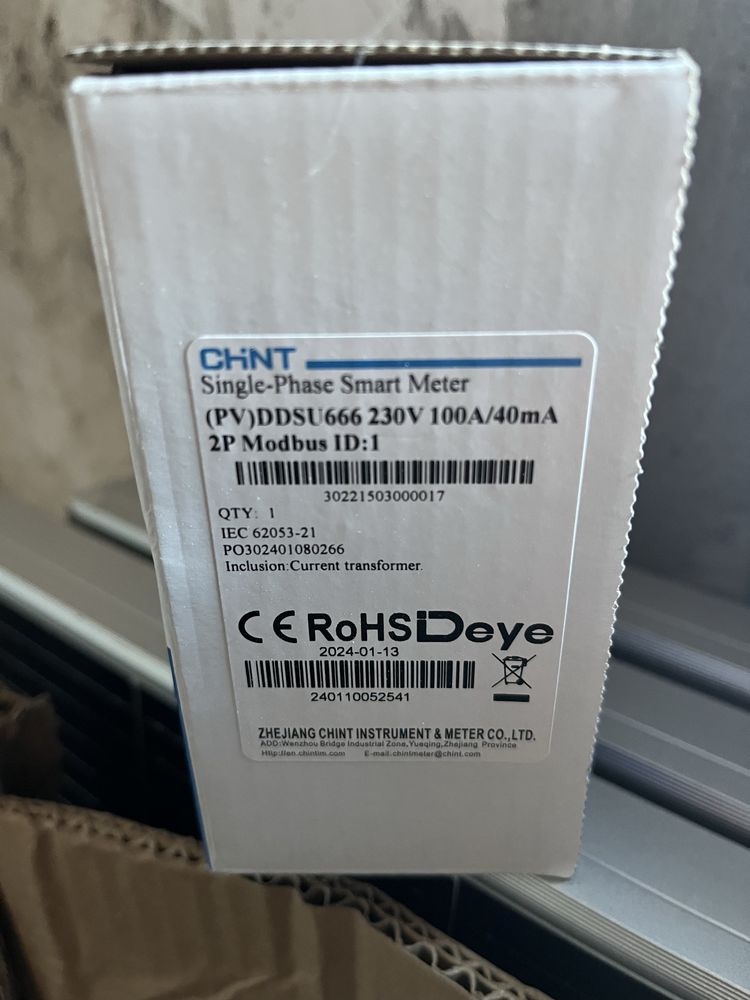 CHNT
Single-Phase Smart Meter
(PV)DDSU666 230V 100A/40mA
2P Modbus ID:1
30221503000017
QTY: 1
IEC 62053-21
PO302401080266
Inclusion:Current transformer.
CE RoHS Deye
2024-01-13
240110052541
ZHEJIANG CHINT INSTRUMENT & METER CO.,LTD.
ADD:Wenzhou Bridge Industrial Zone,Yueqing,Zhejiang Province
Http://en.chintim.com E-mail:chintmeter@chint.com